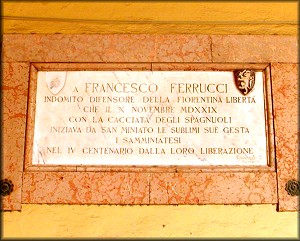 A FRANCESCO FERRUCCI
INDOMITO DIFENSORE DELLA FIORENTINA LIBERTA
CHE IL X NOVEMBRE MDXXIX
CON LA CACCIATA DEGLI SPAGNUOLI
INIZIAVA DA SAN MINIATO LE SUBLIMI SUE GESTA
I SAMMINIATESI
NEL IV CENTENARIO DALLA LORO LIBERAZIONE